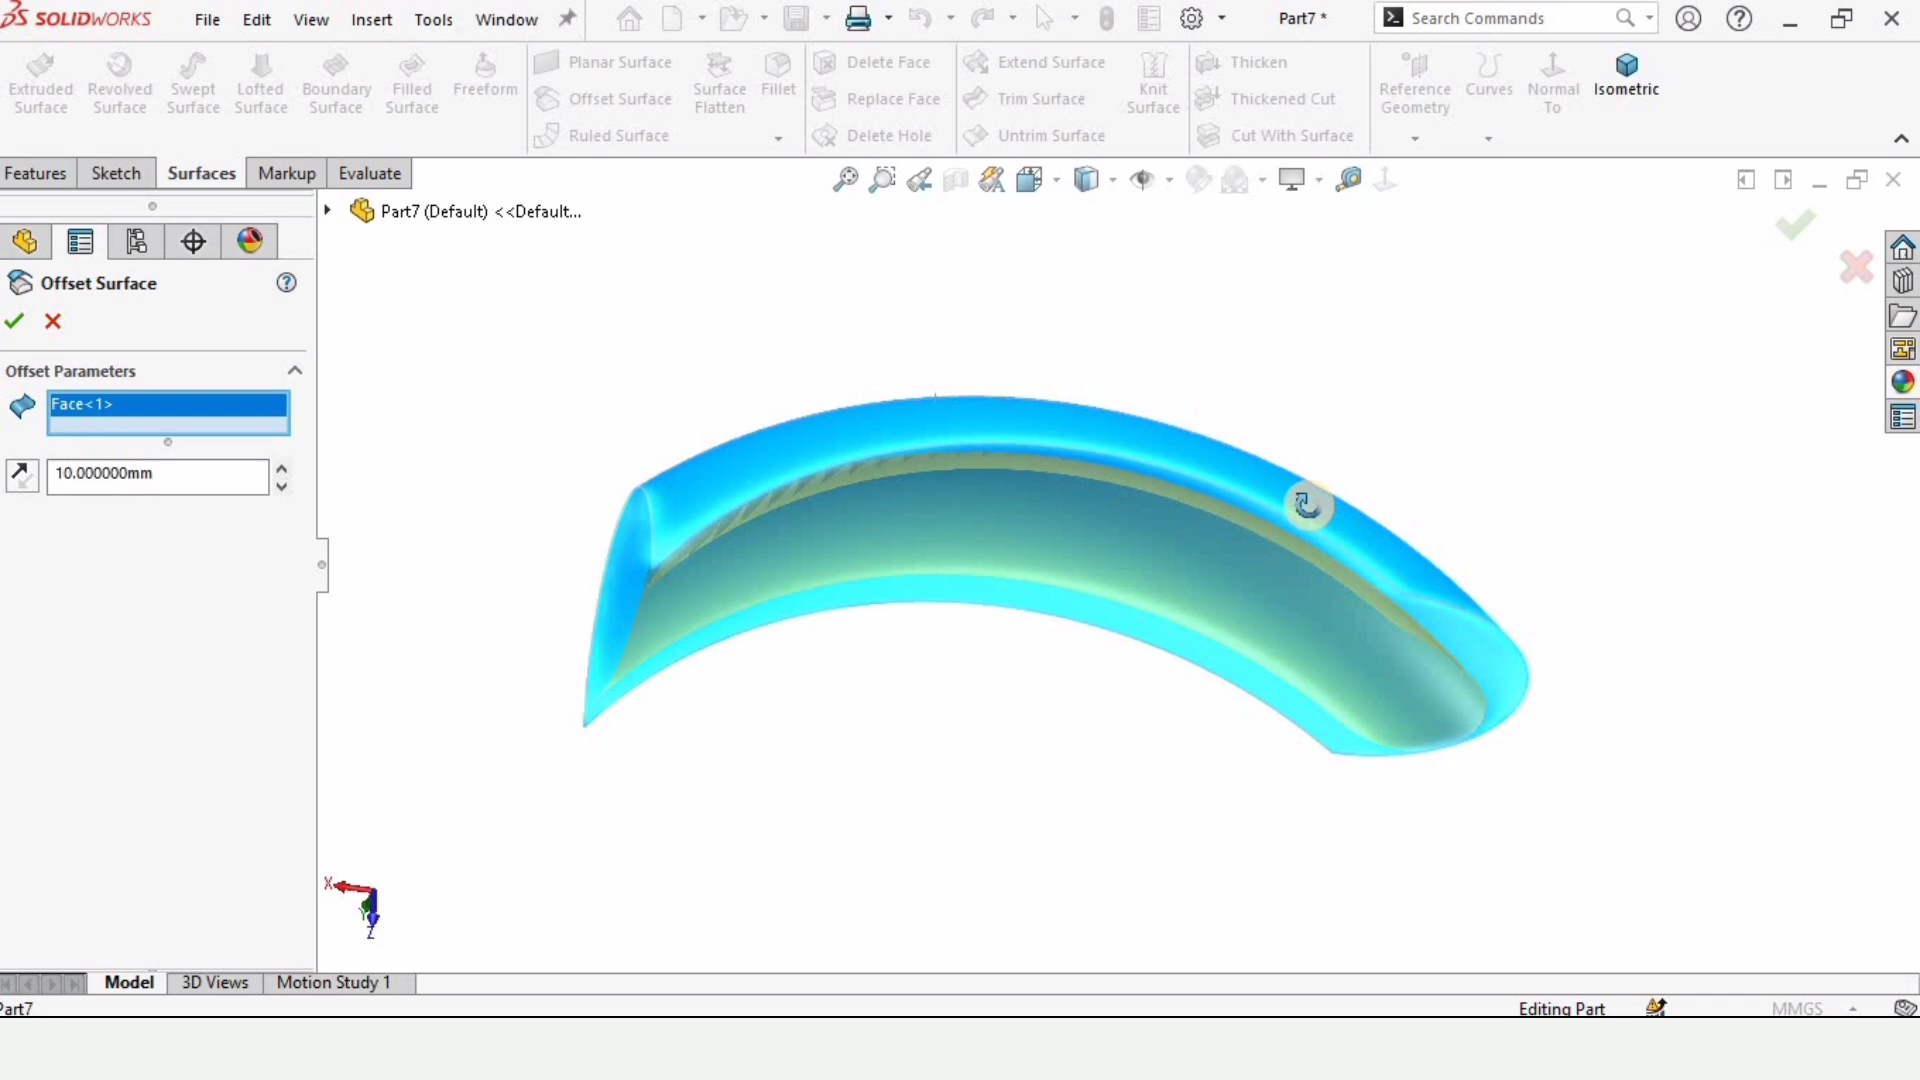 SOLIDWORKS File Edit View Insert Tools Window Part7 * Search Commands
Extruded Surface
Revolved Surface
Swept Surface
Lofted Surface
Boundary Surface
Filled Surface
Freeform
Planar Surface
Offset Surface
Ruled Surface
Surface Flatten
Fillet
Delete Face
Replace Face
Delete Hole
Extend Surface
Trim Surface
Untrim Surface
Knit Surface
Thicken
Thickened Cut
Cut With Surface
Reference Geometry
Curves
Normal To
Isometric
Features Sketch Surfaces Markup Evaluate
Part7 (Default) <<Default...
Offset Surface
Offset Parameters
Face<1>
10.000000mm
X
Y
Z
Model 3D Views Motion Study 1
Part7 Editing Part MMGS